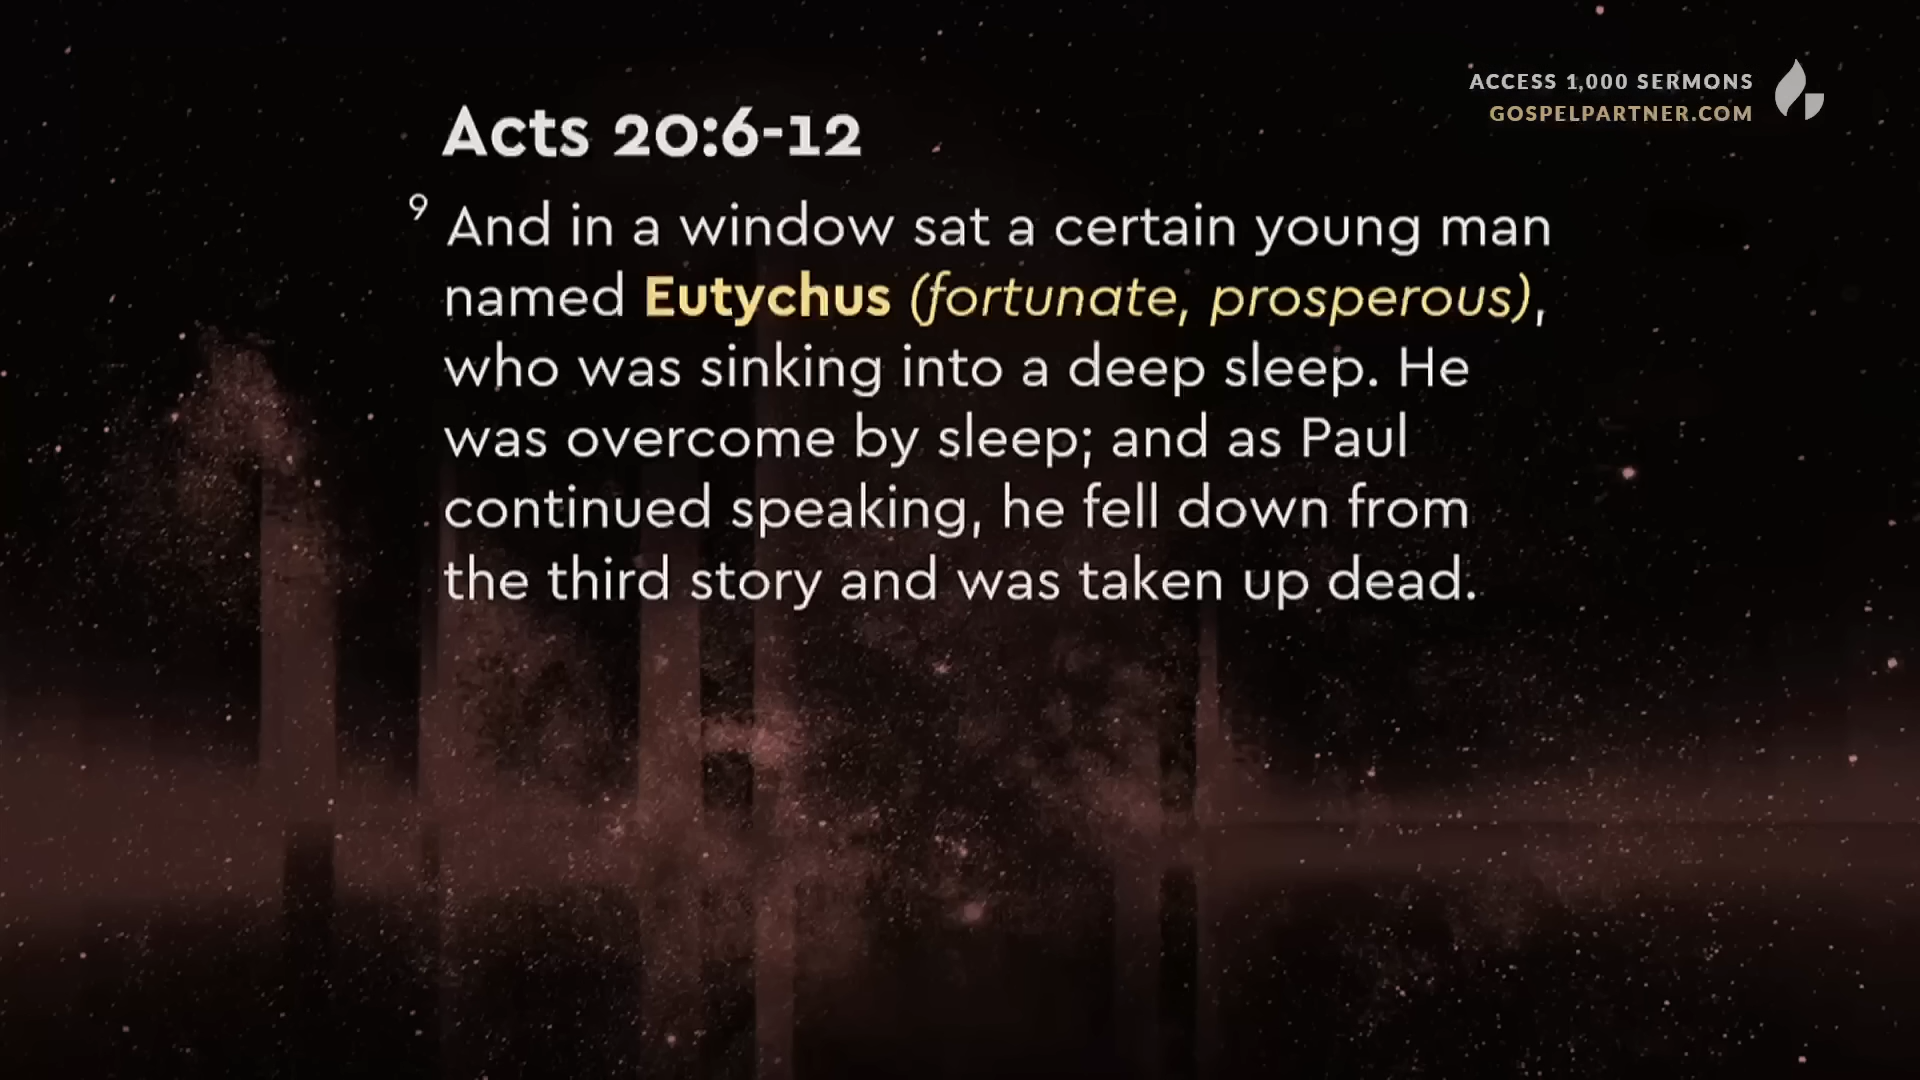 ACCESS 1,000 SERMONS
GOSPELPARTNER.COM
Acts 20:6-12
9 And in a window sat a certain young man
named Eutychus (fortunate, prosperous),
who was sinking into a deep sleep. He
was overcome by sleep; and as Paul
continued speaking, he fell down from
the third story and was taken up dead.